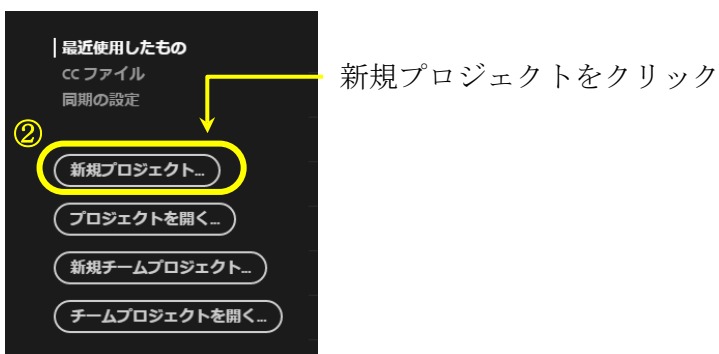 最近使用したもの
CC ファイル
同期の設定
新規プロジェクトをクリック
②
新規プロジェクト...
プロジェクトを開く...
新規チームプロジェクト...
チームプロジェクトを開く...